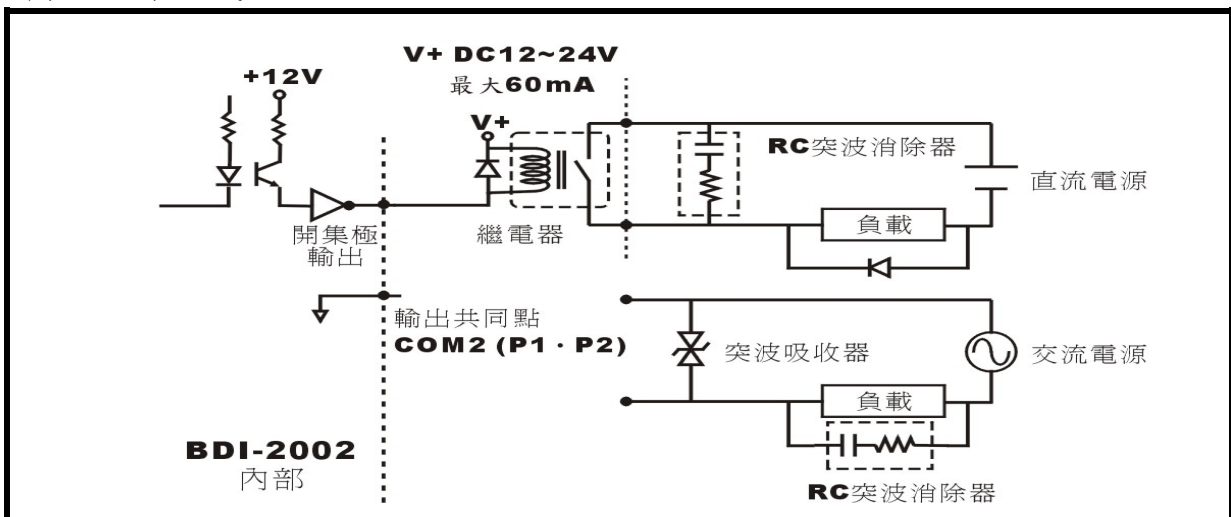 V+ DC12~24V
最大60mA
+12V
V+
RC突波消除器
直流電源
負載
開集極
輸出
繼電器
輸出共同點
COM2 (P1 · P2)
突波吸收器
交流電源
負載
BDI-2002
內部
RC突波消除器